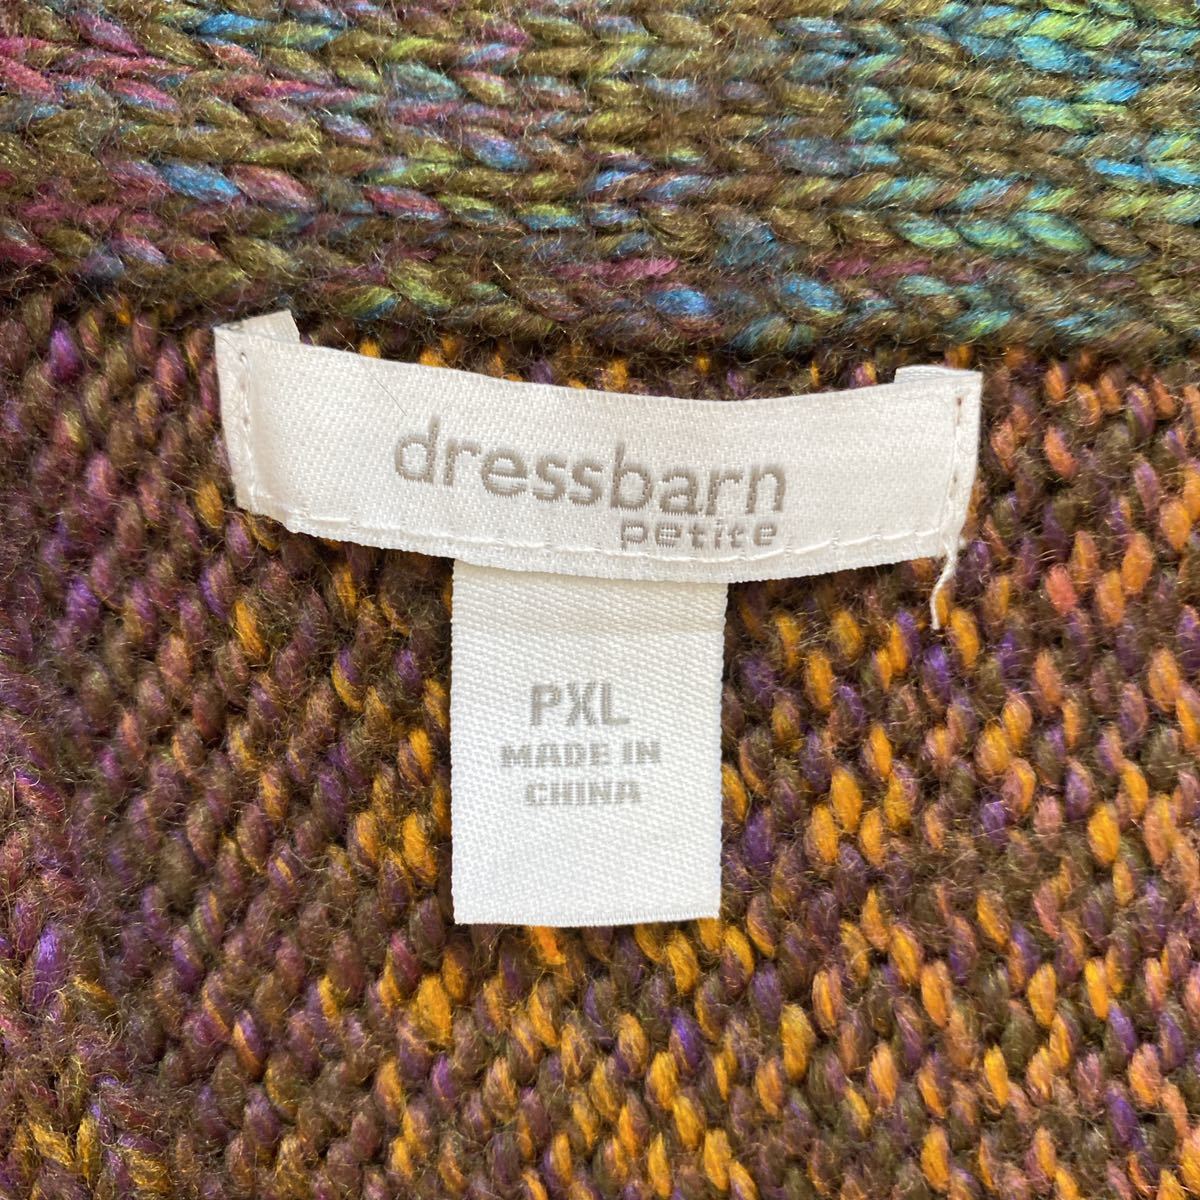 dressbarn
petite
PXL
MADE IN
CHINA